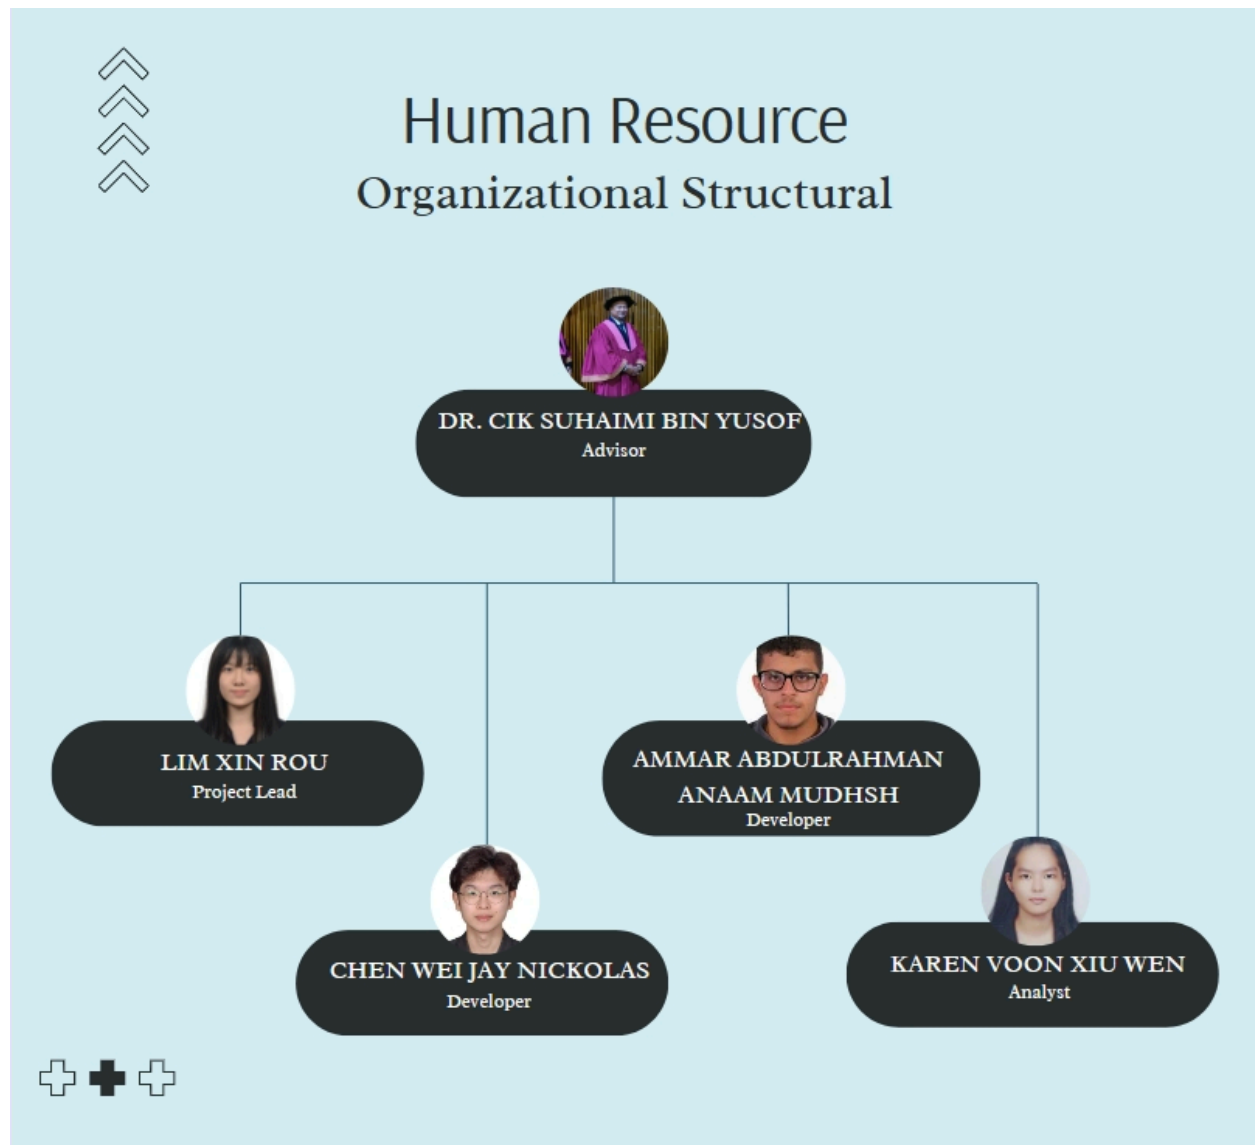 Human Resource
Organizational Structural
DR. CIK SUHAIMI BIN YUSOF
Advisor
LIM XIN ROU
Project Lead
AMMAR ABDULRAHMAN
ANAAM MUDHSH
Developer
CHEN WEI JAY NICKOLAS
Developer
KAREN VOON XIU WEN
Analyst